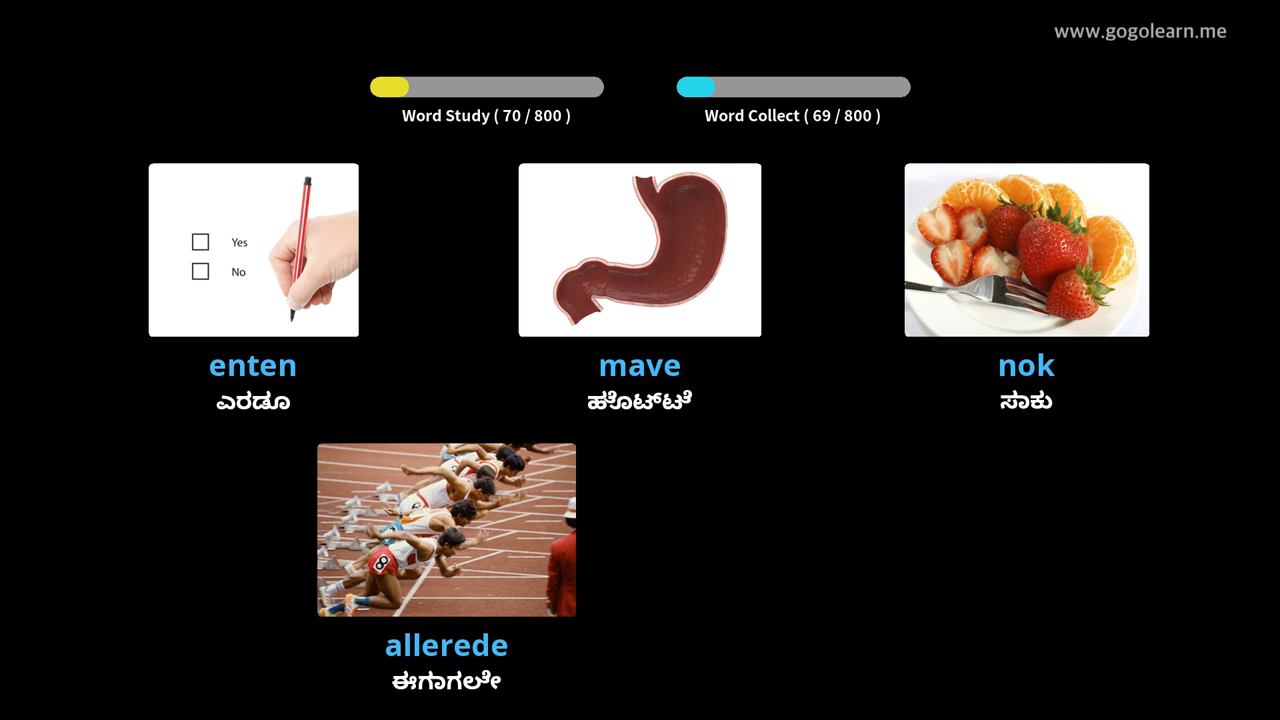 www.gogolearn.me
Word Study ( 70 / 800 )
Word Collect ( 69 / 800 )
Yes
No
enten
mave
nok
ಎರಡೂ
ಹೊಟ್ಟೆ
ಸಾಕು
8
allerede
ಈಗಾಗಲೇ